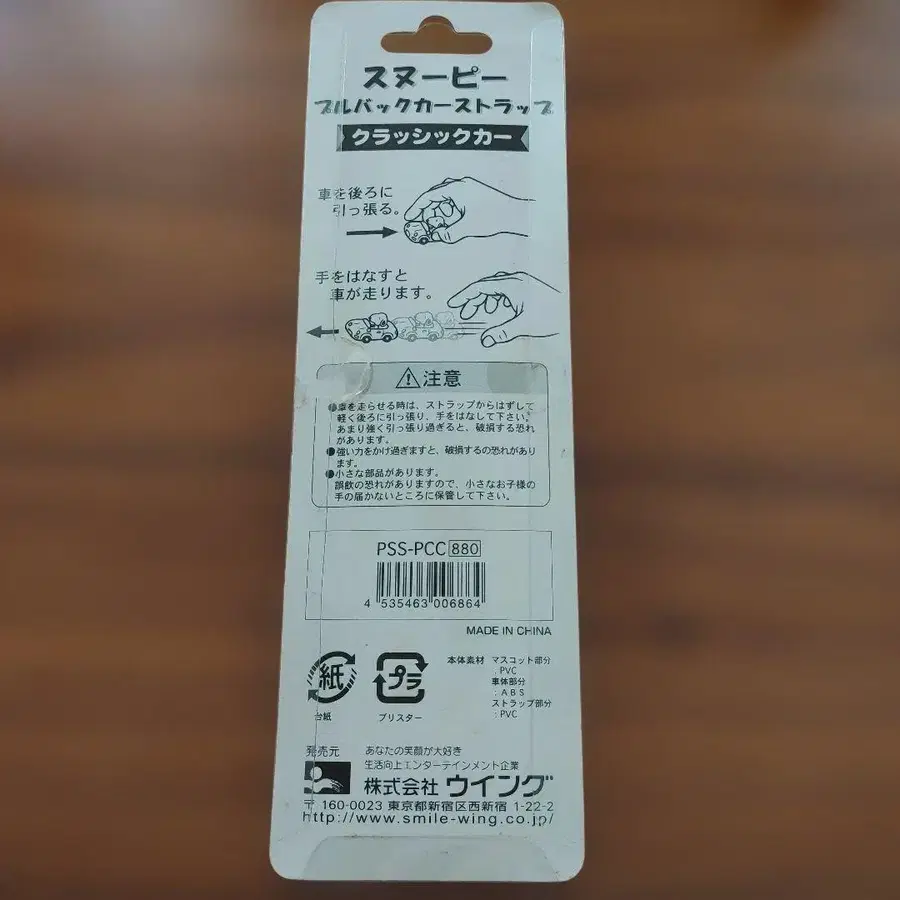 スヌーピー
プルバックカーストラップ
クラッシックカー
車を後ろに
引っ張る。
手をはなすと
車が走ります。
注意
●車を走らせる時は、ストラップからはずして
軽く後ろに引っ張り、手をはなして下さい。
あまり強く引っ張り過ぎると、破損する恐れ
があります。
●強い力をかけ過ぎますと、破損するの恐れがあり
ます。
●小さな部品があります。
誤飲の恐れがありますので、小さなお子様の
手の届かないところに保管して下さい。
PSS-PCC 880
4 535463 006864
MADE IN CHINA
紙
台紙
プラ
ブリスター
本体素材 マスコット部分
: PVC
車体部分
: ABS
ストラップ部分
: PVC
発売元 あなたの笑顔が大好き
生活向上エンターテインメント企業
株式会社 ウイング
〒160-0023 東京都新宿区西新宿 1-22-2
http://www.smile-wing.co.jp/